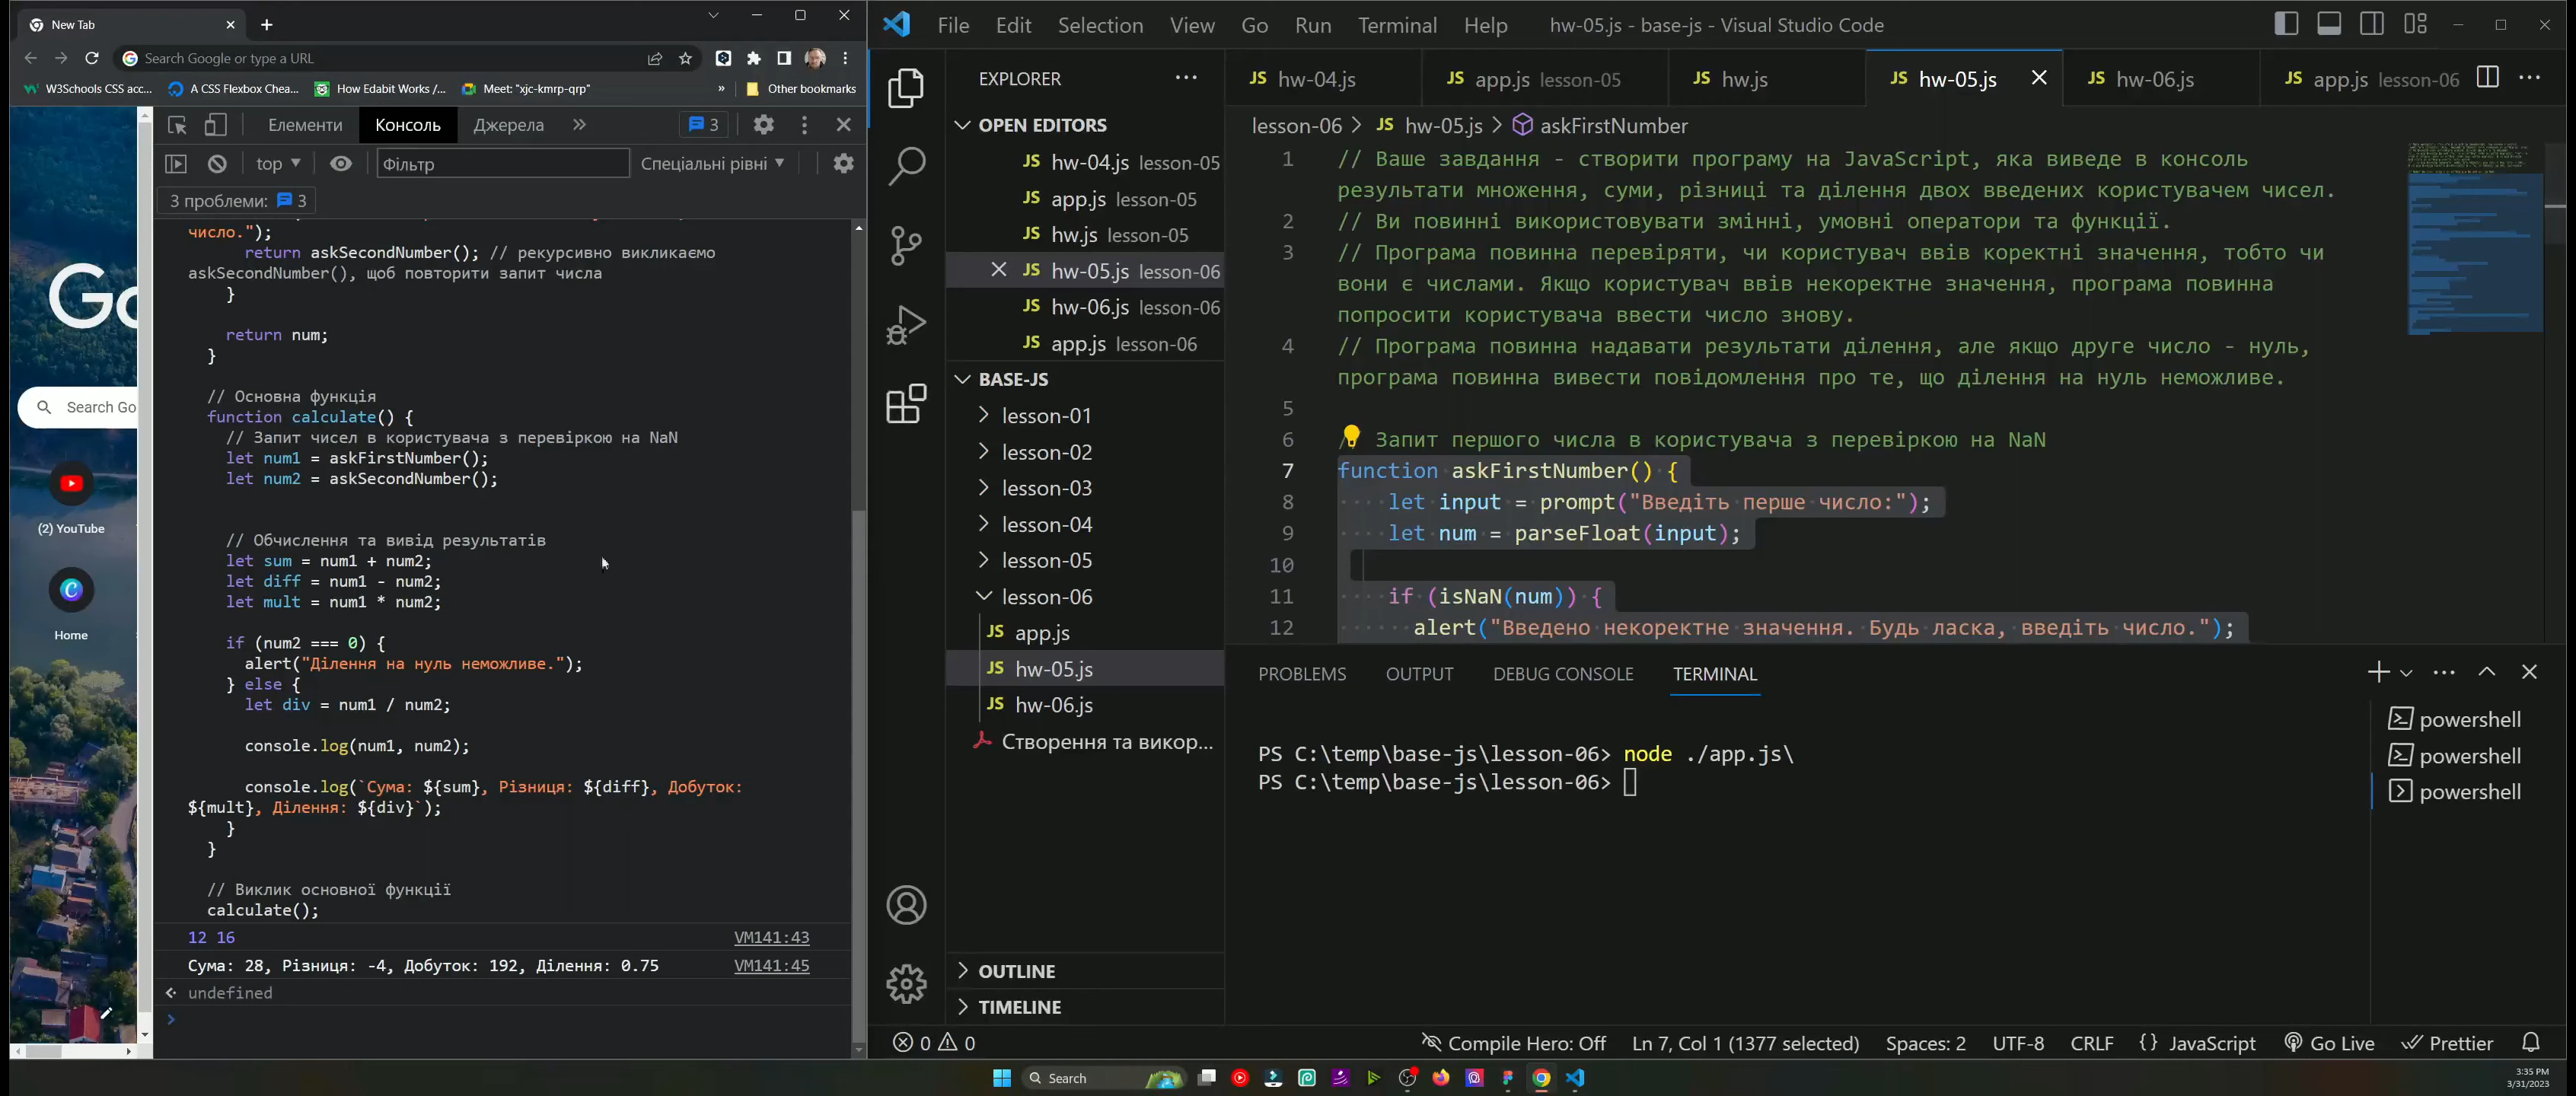 New Tab
Search Google or type a URL
W3Schools CSS acc...
A CSS Flexbox Chea...
How Edabit Works /...
Meet: "xjc-kmrp-qrp"
»
Other bookmarks
Go
Search Go
(2) YouTube
Home
Елементи
Консоль
Джерела
3
top
Фільтр
Спеціальні рівні
3 проблеми: 3
число.");
return askSecondNumber(); // рекурсивно викликаємо
askSecondNumber(), щоб повторити запит числа
}
return num;
}
// Основна функція
function calculate() {
// Запит чисел в користувача з перевіркою на NaN
let num1 = askFirstNumber();
let num2 = askSecondNumber();
// Обчислення та вивід результатів
let sum = num1 + num2;
let diff = num1 - num2;
let mult = num1 * num2;
if (num2 === 0) {
alert("Ділення на нуль неможливе.");
} else {
let div = num1 / num2;
console.log(num1, num2);
console.log(`Сума: ${sum}, Різниця: ${diff}, Добуток:
${mult}, Ділення: ${div}`);
}
}
// Виклик основної функції
calculate();
12 16 VM141:43
Сума: 28, Різниця: -4, Добуток: 192, Ділення: 0.75 VM141:45
undefined
File Edit Selection View Go Run Terminal Help
hw-05.js - base-js - Visual Studio Code
EXPLORER
OPEN EDITORS
JS hw-04.js lesson-05
JS app.js lesson-05
JS hw.js lesson-05
JS hw-05.js lesson-06
JS hw-06.js lesson-06
JS app.js lesson-06
BASE-JS
lesson-01
lesson-02
lesson-03
lesson-04
lesson-05
lesson-06
JS app.js
JS hw-05.js
JS hw-06.js
Створення та викор...
OUTLINE
TIMELINE
JS hw-04.js
JS app.js lesson-05
JS hw.js
JS hw-05.js
JS hw-06.js
JS app.js lesson-06
lesson-06 > JS hw-05.js > askFirstNumber
1 // Ваше завдання - створити програму на JavaScript, яка виведе в консоль
результати множення, суми, різниці та ділення двох введених користувачем чисел.
2 // Ви повинні використовувати змінні, умовні оператори та функції.
3 // Програма повинна перевіряти, чи користувач ввів коректні значення, тобто чи
вони є числами. Якщо користувач ввів некоректне значення, програма повинна
попросити користувача ввести число знову.
4 // Програма повинна надавати результати ділення, але якщо друге число - нуль,
програма повинна вивести повідомлення про те, що ділення на нуль неможливе.
5
6 / Запит першого числа в користувача з перевіркою на NaN
7 function askFirstNumber() {
8 let input = prompt("Введіть перше число:");
9 let num = parseFloat(input);
10
11 if (isNaN(num)) {
12 alert("Введено некоректне значення. Будь ласка, введіть число.");
PROBLEMS OUTPUT DEBUG CONSOLE TERMINAL
PS C:\temp\base-js\lesson-06> node ./app.js\
PS C:\temp\base-js\lesson-06>
powershell
powershell
powershell
0 0
Compile Hero: Off
Ln 7, Col 1 (1377 selected)
Spaces: 2
UTF-8
CRLF
{} JavaScript
Go Live
Prettier
Search
3:35 PM
3/31/2023